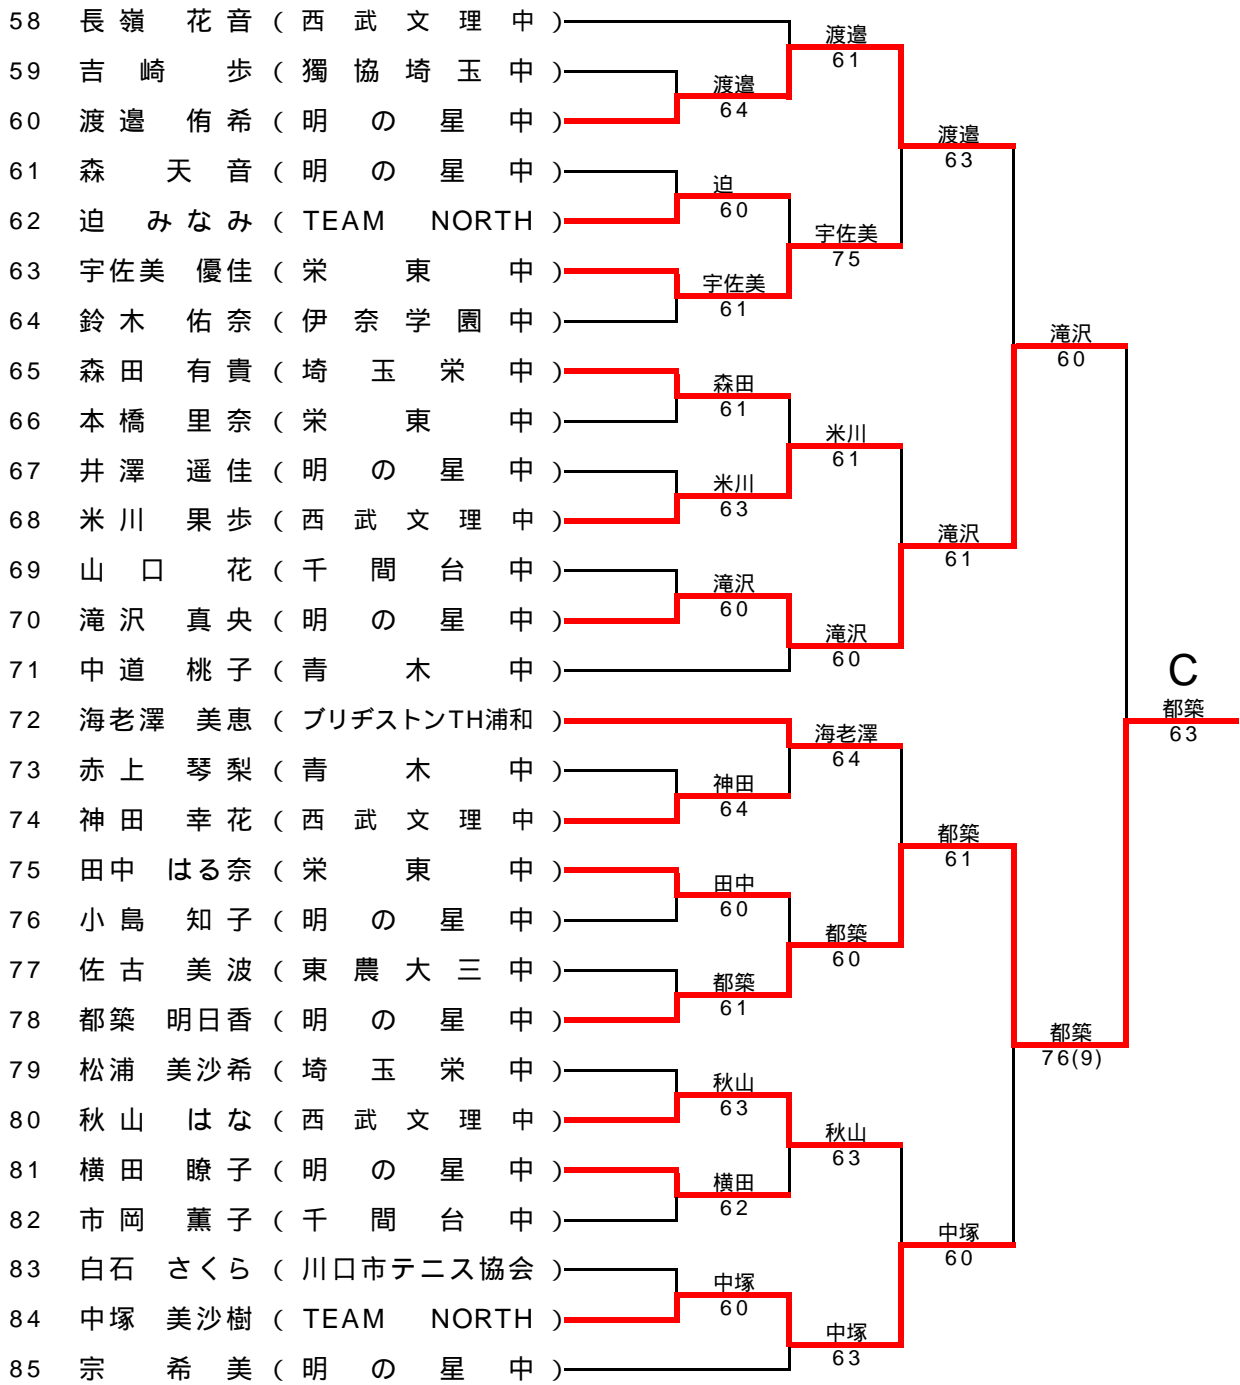 58 長嶺 花音 ( 西武文理中 )
59 吉崎 歩 ( 獨協埼玉中 )
60 渡邉 侑希 ( 明の星中 )
61 森 天音 ( 明の星中 )
62 迫 みなみ ( TEAM NORTH )
63 宇佐美 優佳 ( 栄東中 )
64 鈴木 佑奈 ( 伊奈学園中 )
65 森田 有貴 ( 埼玉栄中 )
66 本橋 里奈 ( 栄東中 )
67 井澤 遥佳 ( 明の星中 )
68 米川 果歩 ( 西武文理中 )
69 山口 花 ( 千間台中 )
70 滝沢 真央 ( 明の星中 )
71 中道 桃子 ( 青木中 )
72 海老澤 美恵 ( ブリヂストンTH浦和 )
73 赤上 琴梨 ( 青木中 )
74 神田 幸花 ( 西武文理中 )
75 田中 はる奈 ( 栄東中 )
76 小島 知子 ( 明の星中 )
77 佐古 美波 ( 東農大三中 )
78 都築 明日香 ( 明の星中 )
79 松浦 美沙希 ( 埼玉栄中 )
80 秋山 はな ( 西武文理中 )
81 横田 瞭子 ( 明の星中 )
82 市岡 薫子 ( 千間台中 )
83 白石 さくら ( 川口市テニス協会 )
84 中塚 美沙樹 ( TEAM NORTH )
85 宗 希美 ( 明の星中 )
渡邉
64
迫
60
宇佐美
61
森田
61
米川
63
滝沢
60
神田
64
田中
60
都築
61
秋山
63
横田
62
中塚
60
渡邉
61
宇佐美
75
米川
61
滝沢
60
海老澤
64
都築
60
秋山
63
中塚
63
渡邉
63
滝沢
61
都築
61
中塚
60
滝沢
60
都築
76(9)
C
都築
63